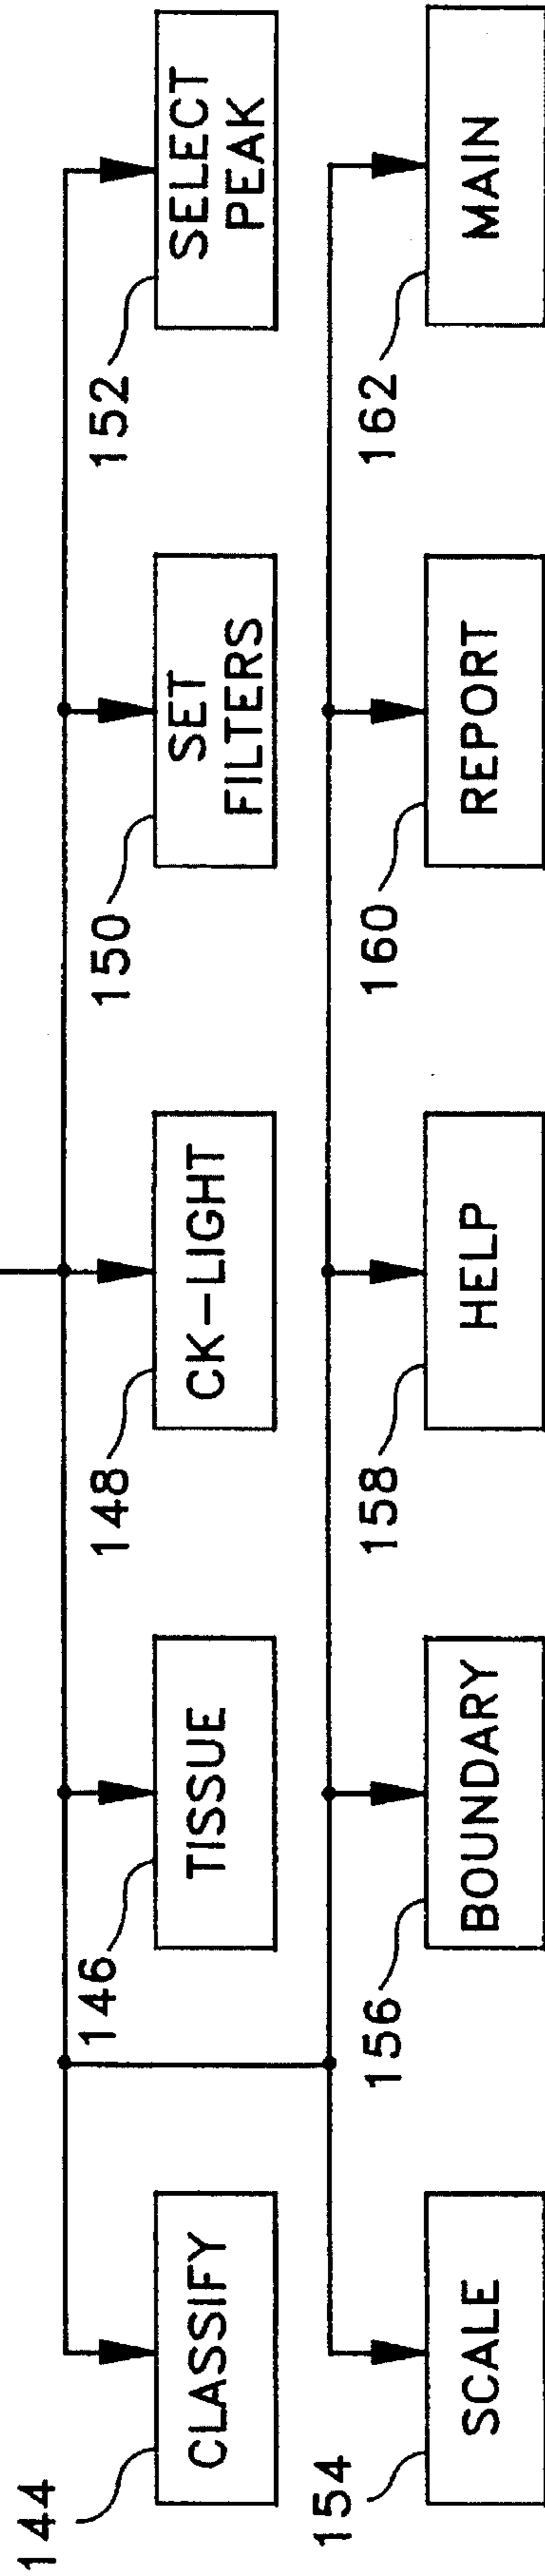 144
CLASSIFY
146
TISSUE
148
CK-LIGHT
150
SET
FILTERS
152
SELECT
PEAK
154
SCALE
156
BOUNDARY
158
HELP
160
REPORT
162
MAIN